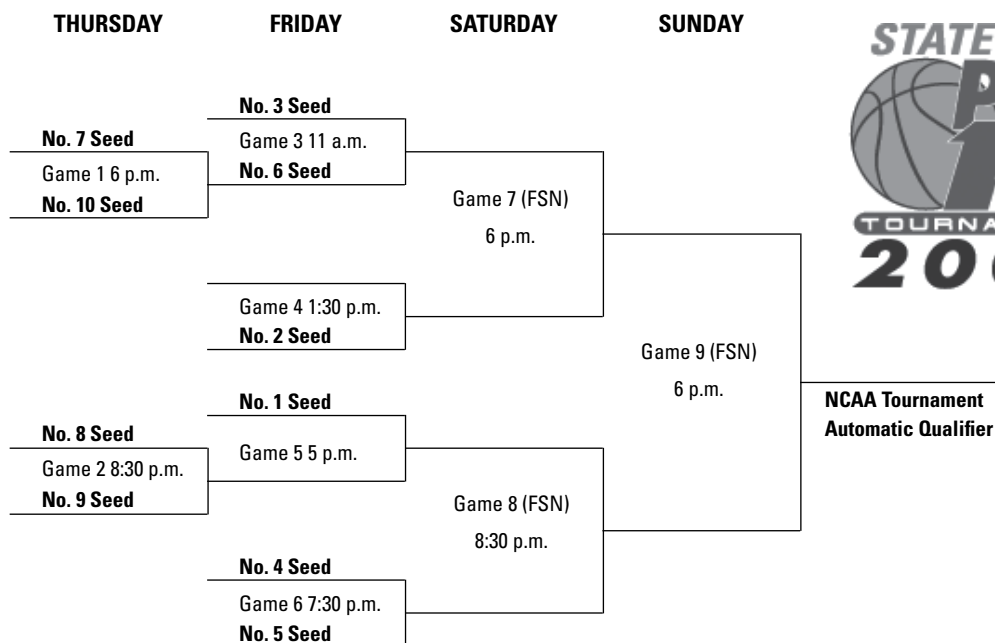 THURSDAY FRIDAY SATURDAY SUNDAY
STATE
No. 3 Seed
No. 7 Seed
Game 3 11 a.m.
Game 1 6 p.m.
No. 6 Seed
No. 10 Seed
Game 7 (FSN)
6 p.m.
Game 4 1:30 p.m.
No. 2 Seed
Game 9 (FSN)
6 p.m.
No. 1 Seed
NCAA Tournament
Automatic Qualifier
No. 8 Seed
Game 5 5 p.m.
Game 2 8:30 p.m.
No. 9 Seed
Game 8 (FSN)
8:30 p.m.
No. 4 Seed
Game 6 7:30 p.m.
No. 5 Seed